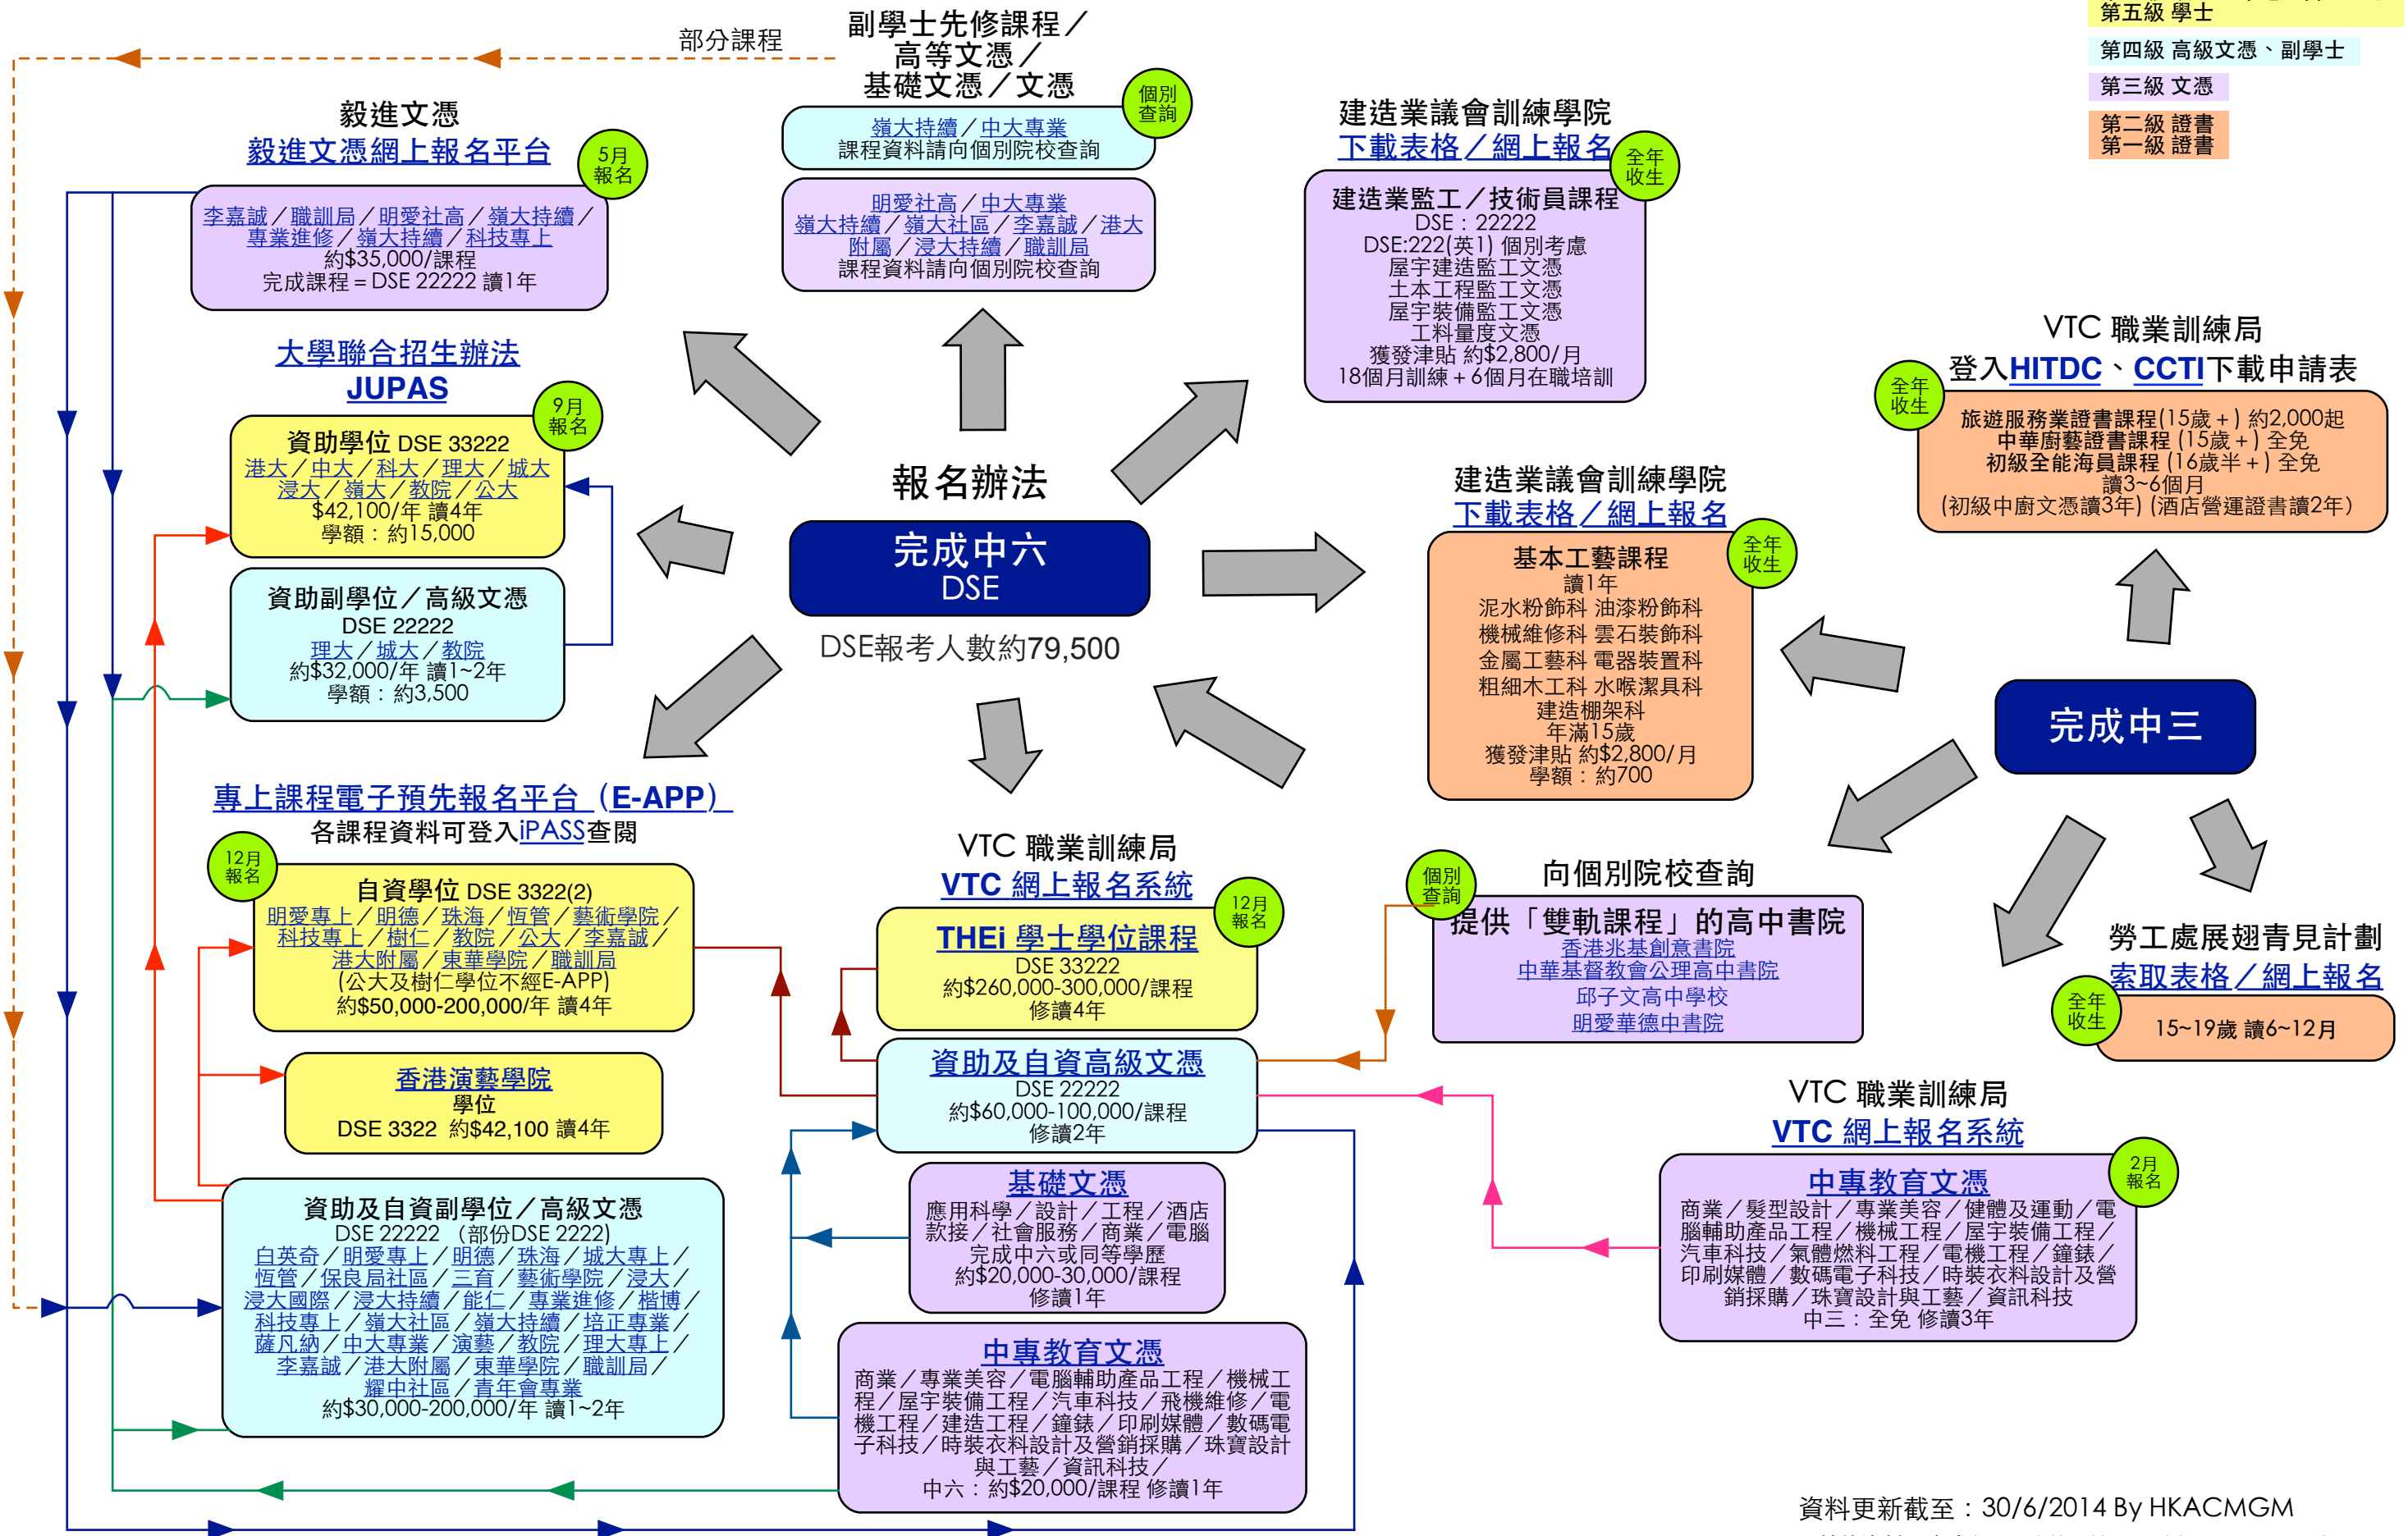 部分課程
副學士先修課程／
高等文憑／
基礎文憑／文憑
個別
查詢
嶺大持續／中大專業
課程資料請向個別院校查詢
明愛社高／中大專業
嶺大持續／嶺大社區／李嘉誠／港大
附屬／浸大持續／職訓局
課程資料請向個別院校查詢
第五級 學士
第四級 高級文憑、副學士
第三級 文憑
第二級 證書
第一級 證書
毅進文憑
毅進文憑網上報名平台
5月
報名
李嘉誠／職訓局／明愛社高／嶺大持續／
專業進修／嶺大持續／科技專上
約$35,000/課程
完成課程＝DSE 22222 讀1年
建造業議會訓練學院
下載表格／網上報名
全年
收生
建造業監工／技術員課程
DSE：22222
DSE:222(英1) 個別考慮
屋宇建造監工文憑
土本工程監工文憑
屋宇裝備監工文憑
工料量度文憑
獲發津貼 約$2,800/月
18個月訓練＋6個月在職培訓
VTC 職業訓練局
登入HITDC、CCTI下載申請表
全年
收生
旅遊服務業證書課程(15歲＋) 約2,000起
中華廚藝證書課程 (15歲＋) 全免
初級全能海員課程 (16歲半＋) 全免
讀3~6個月
(初級中廚文憑讀3年) (酒店營運證書讀2年）
大學聯合招生辦法
JUPAS
9月
報名
資助學位 DSE 33222
港大／中大／科大／理大／城大
浸大／嶺大／教院／公大
$42,100/年 讀4年
學額：約15,000
資助副學位／高級文憑
DSE 22222
理大／城大／教院
約$32,000/年 讀1~2年
學額：約3,500
報名辦法
完成中六
DSE
DSE報考人數約79,500
建造業議會訓練學院
下載表格／網上報名
全年
收生
基本工藝課程
讀1年
泥水粉飾科 油漆粉飾科
機械維修科 雲石裝飾科
金屬工藝科 電器裝置科
粗細木工科 水喉潔具科
建造棚架科
年滿15歲
獲發津貼 約$2,800/月
學額：約700
完成中三
專上課程電子預先報名平台（E-APP）
各課程資料可登入iPASS查閱
12月
報名
自資學位 DSE 3322(2)
明愛專上／明德／珠海／恆管／藝術學院／
科技專上／樹仁／教院／公大／李嘉誠／
港大附屬／東華學院／職訓局
(公大及樹仁學位不經E-APP)
約$50,000-200,000/年 讀4年
香港演藝學院
學位
DSE 3322 約$42,100 讀4年
資助及自資副學位／高級文憑
DSE 22222 （部份DSE 2222)
白英奇／明愛專上／明德／珠海／城大專上／
恆管／保良局社區／三育／藝術學院／浸大／
浸大國際／浸大持續／能仁／專業進修／楷博／
科技專上／嶺大社區／嶺大持續／培正專業／
薩凡納／中大專業／演藝／教院／理大專上／
李嘉誠／港大附屬／東華學院／職訓局／
耀中社區／青年會專業
約$30,000-200,000/年 讀1~2年
VTC 職業訓練局
VTC 網上報名系統
12月
報名
THEi 學士學位課程
DSE 33222
約$260,000-300,000/課程
修讀4年
資助及自資高級文憑
DSE 22222
約$60,000-100,000/課程
修讀2年
基礎文憑
應用科學／設計／工程／酒店
款接／社會服務／商業／電腦
完成中六或同等學歷
約$20,000-30,000/課程
修讀1年
中專教育文憑
商業／專業美容／電腦輔助產品工程／機械工
程／屋宇裝備工程／汽車科技／飛機維修／電
機工程／建造工程／鐘錶／印刷媒體／數碼電
子科技／時裝衣料設計及營銷採購／珠寶設計
與工藝／資訊科技／
中六：約$20,000/課程 修讀1年
向個別院校查詢
個別
查詢
提供「雙軌課程」的高中書院
香港兆基創意書院
中華基督教會公理高中書院
邱子文高中學校
明愛華德中書院
勞工處展翅青見計劃
索取表格／網上報名
全年
收生
15~19歲 讀6~12月
VTC 職業訓練局
VTC 網上報名系統
2月
報名
中專教育文憑
商業／髮型設計／專業美容／健體及運動／電
腦輔助產品工程／機械工程／屋宇裝備工程／
汽車科技／氣體燃料工程／電機工程／鐘錶／
印刷媒體／數碼電子科技／時裝衣料設計及營
銷採購／珠寶設計與工藝／資訊科技
中三：全免 修讀3年
資料更新截至：30/6/2014 By HKACMGM